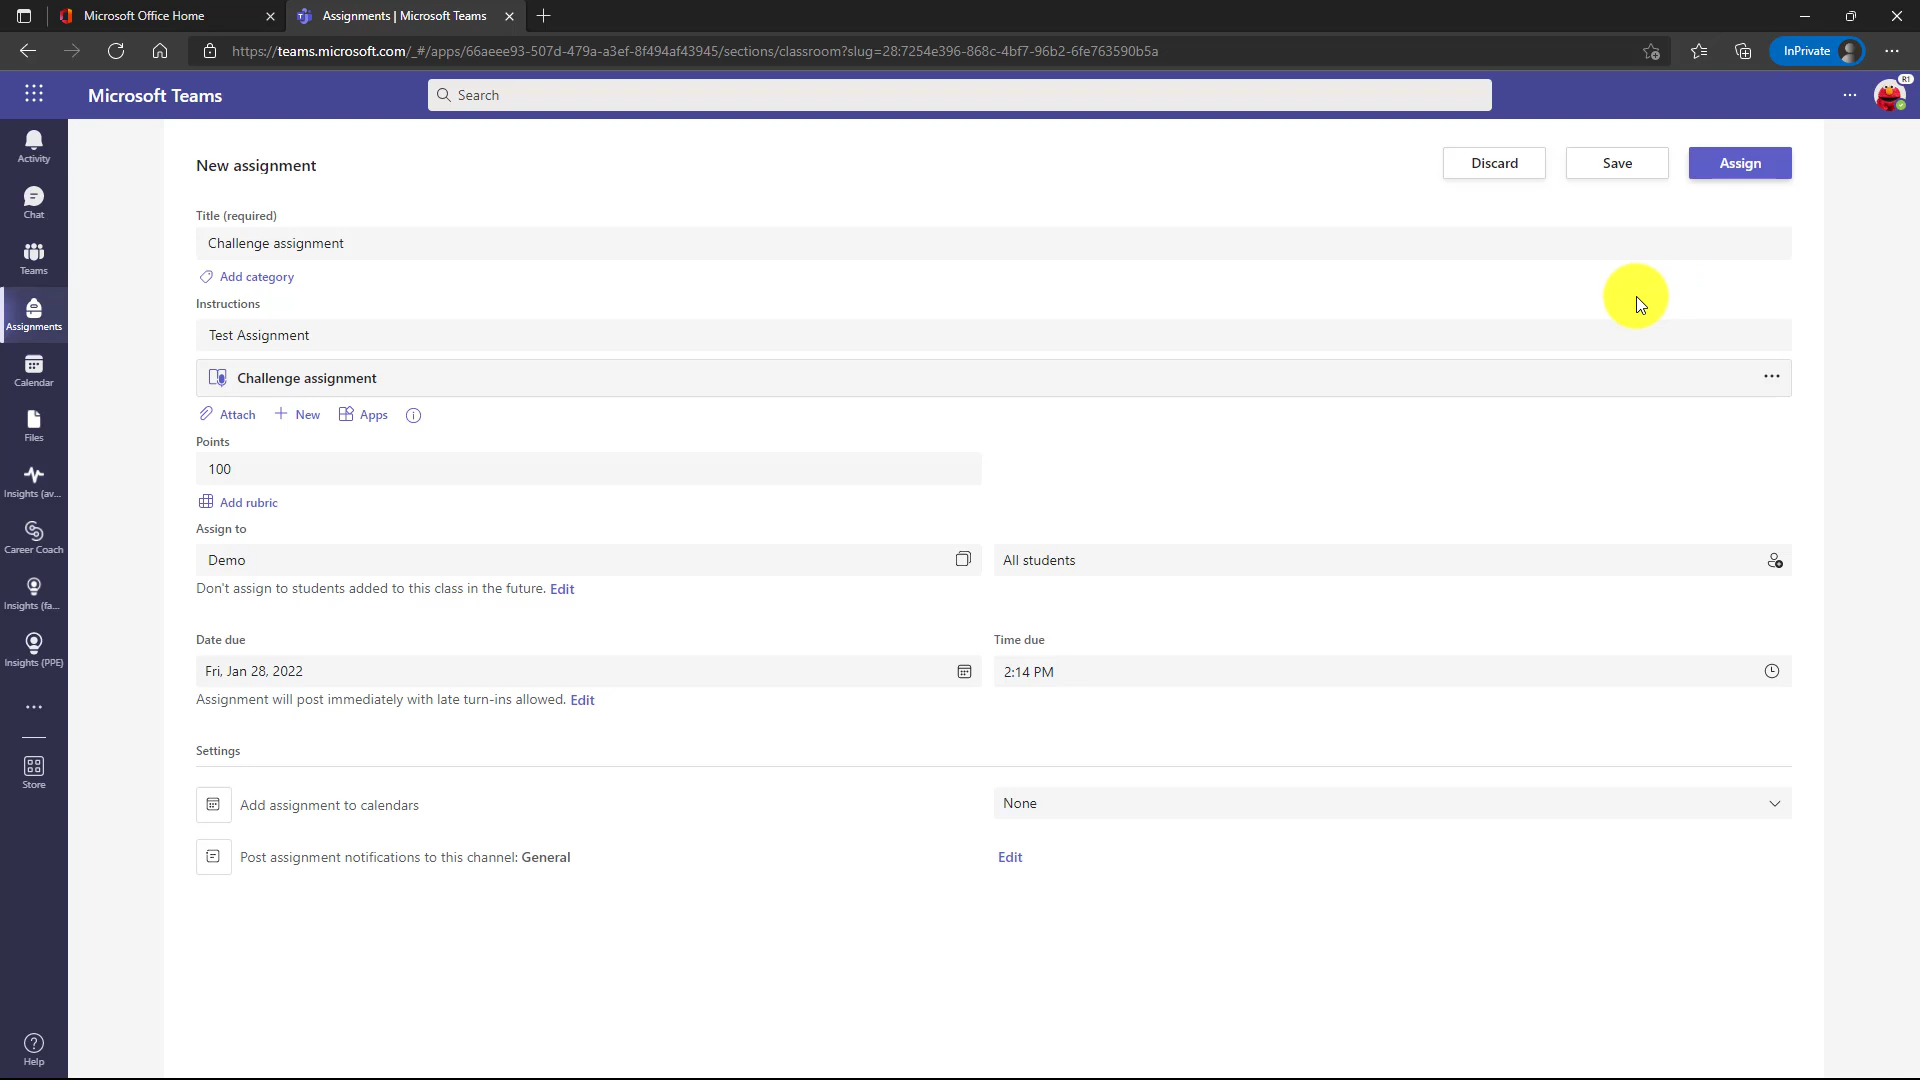 Microsoft Office Home
Assignments | Microsoft Teams
https://teams.microsoft.com/_#/apps/66aeee93-507d-479a-a3ef-8f494af43945/sections/classroom?slug=28:7254e396-868c-4bf7-96b2-6fe763590b5a
InPrivate
Microsoft Teams
Search
R1
Activity
Chat
Teams
Assignments
Calendar
Files
Insights (av...
Career Coach
Insights (fa...
Insights (PPE)
Store
Help
New assignment
Discard
Save
Assign
Title (required)
Challenge assignment
Add category
Instructions
Test Assignment
Challenge assignment
Attach
New
Apps
Points
100
Add rubric
Assign to
Demo
All students
Don't assign to students added to this class in the future. Edit
Date due
Time due
Fri, Jan 28, 2022
2:14 PM
Assignment will post immediately with late turn-ins allowed. Edit
Settings
Add assignment to calendars
None
Post assignment notifications to this channel: General
Edit